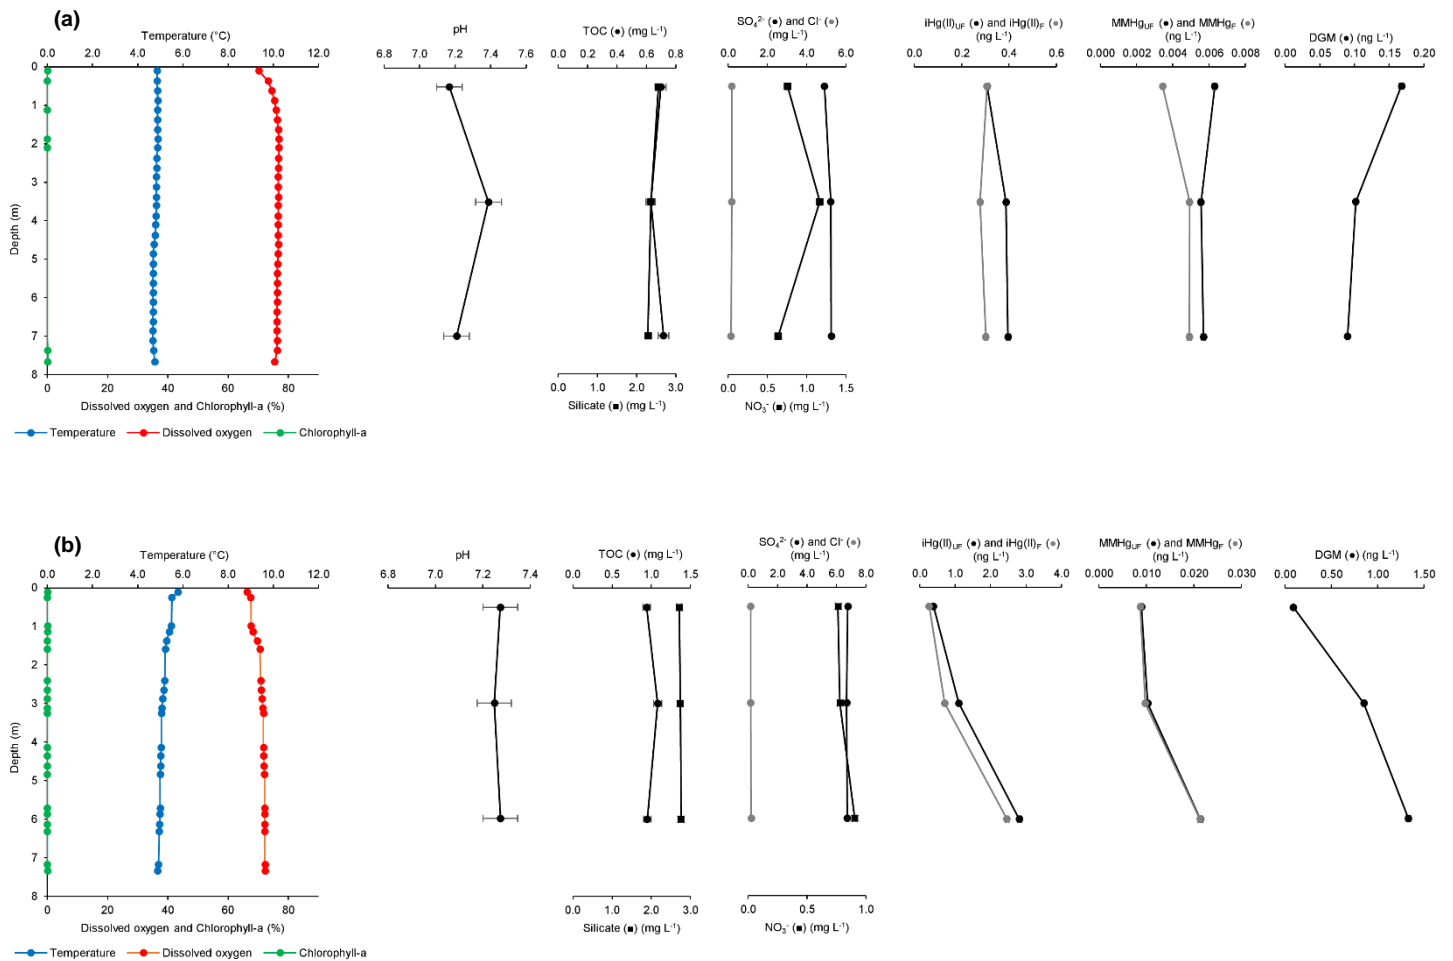 (a)
Temperature (°C)
0.0 2.0 4.0 6.0 8.0 10.0 12.0
pH
7.0 7.2 7.4 7.6
TOC (●) (mg L⁻¹)
0.0 0.2 0.4 0.6 0.8
SO₄²⁻ (●) and Cl⁻ (●)
(mg L⁻¹)
0.0 2.0 4.0 6.0
iHg(II)UF (●) and iHg(II)F (●)
(ng L⁻¹)
0.0 0.2 0.4 0.6
MMHgUF (●) and MMHgF (●)
(ng L⁻¹)
0.000 0.002 0.004 0.006 0.008
DGM (●) (ng L⁻¹)
0.00 0.05 0.10 0.15 0.20
Depth (m)
0
1
2
3
4
5
6
7
8
0 20 40 60 80
Dissolved oxygen and Chlorophyll-a (%)
0.0 1.0 2.0 3.0
Silicate (■) (mg L⁻¹)
0.0 0.5 1.0 1.5
NO₃⁻ (■) (mg L⁻¹)
Temperature Dissolved oxygen Chlorophyll-a
(b)
Temperature (°C)
0.0 2.0 4.0 6.0 8.0 10.0 12.0
pH
6.8 7.0 7.2 7.4
TOC (●) (mg L⁻¹)
0.0 0.5 1.0 1.5
SO₄²⁻ (●) and Cl⁻ (●)
(mg L⁻¹)
0.0 2.0 4.0 6.0 8.0
iHg(II)UF (●) and iHg(II)F (●)
(ng L⁻¹)
0.0 1.0 2.0 3.0 4.0
MMHgUF (●) and MMHgF (●)
(ng L⁻¹)
0.000 0.010 0.020 0.030
DGM (●) (ng L⁻¹)
0.00 0.50 1.00 1.50
Depth (m)
0
1
2
3
4
5
6
7
8
0 20 40 60 80
Dissolved oxygen and Chlorophyll-a (%)
0.0 1.0 2.0 3.0
Silicate (■) (mg L⁻¹)
0.0 0.5 1.0
NO₃⁻ (■) (mg L⁻¹)
Temperature Dissolved oxygen Chlorophyll-a